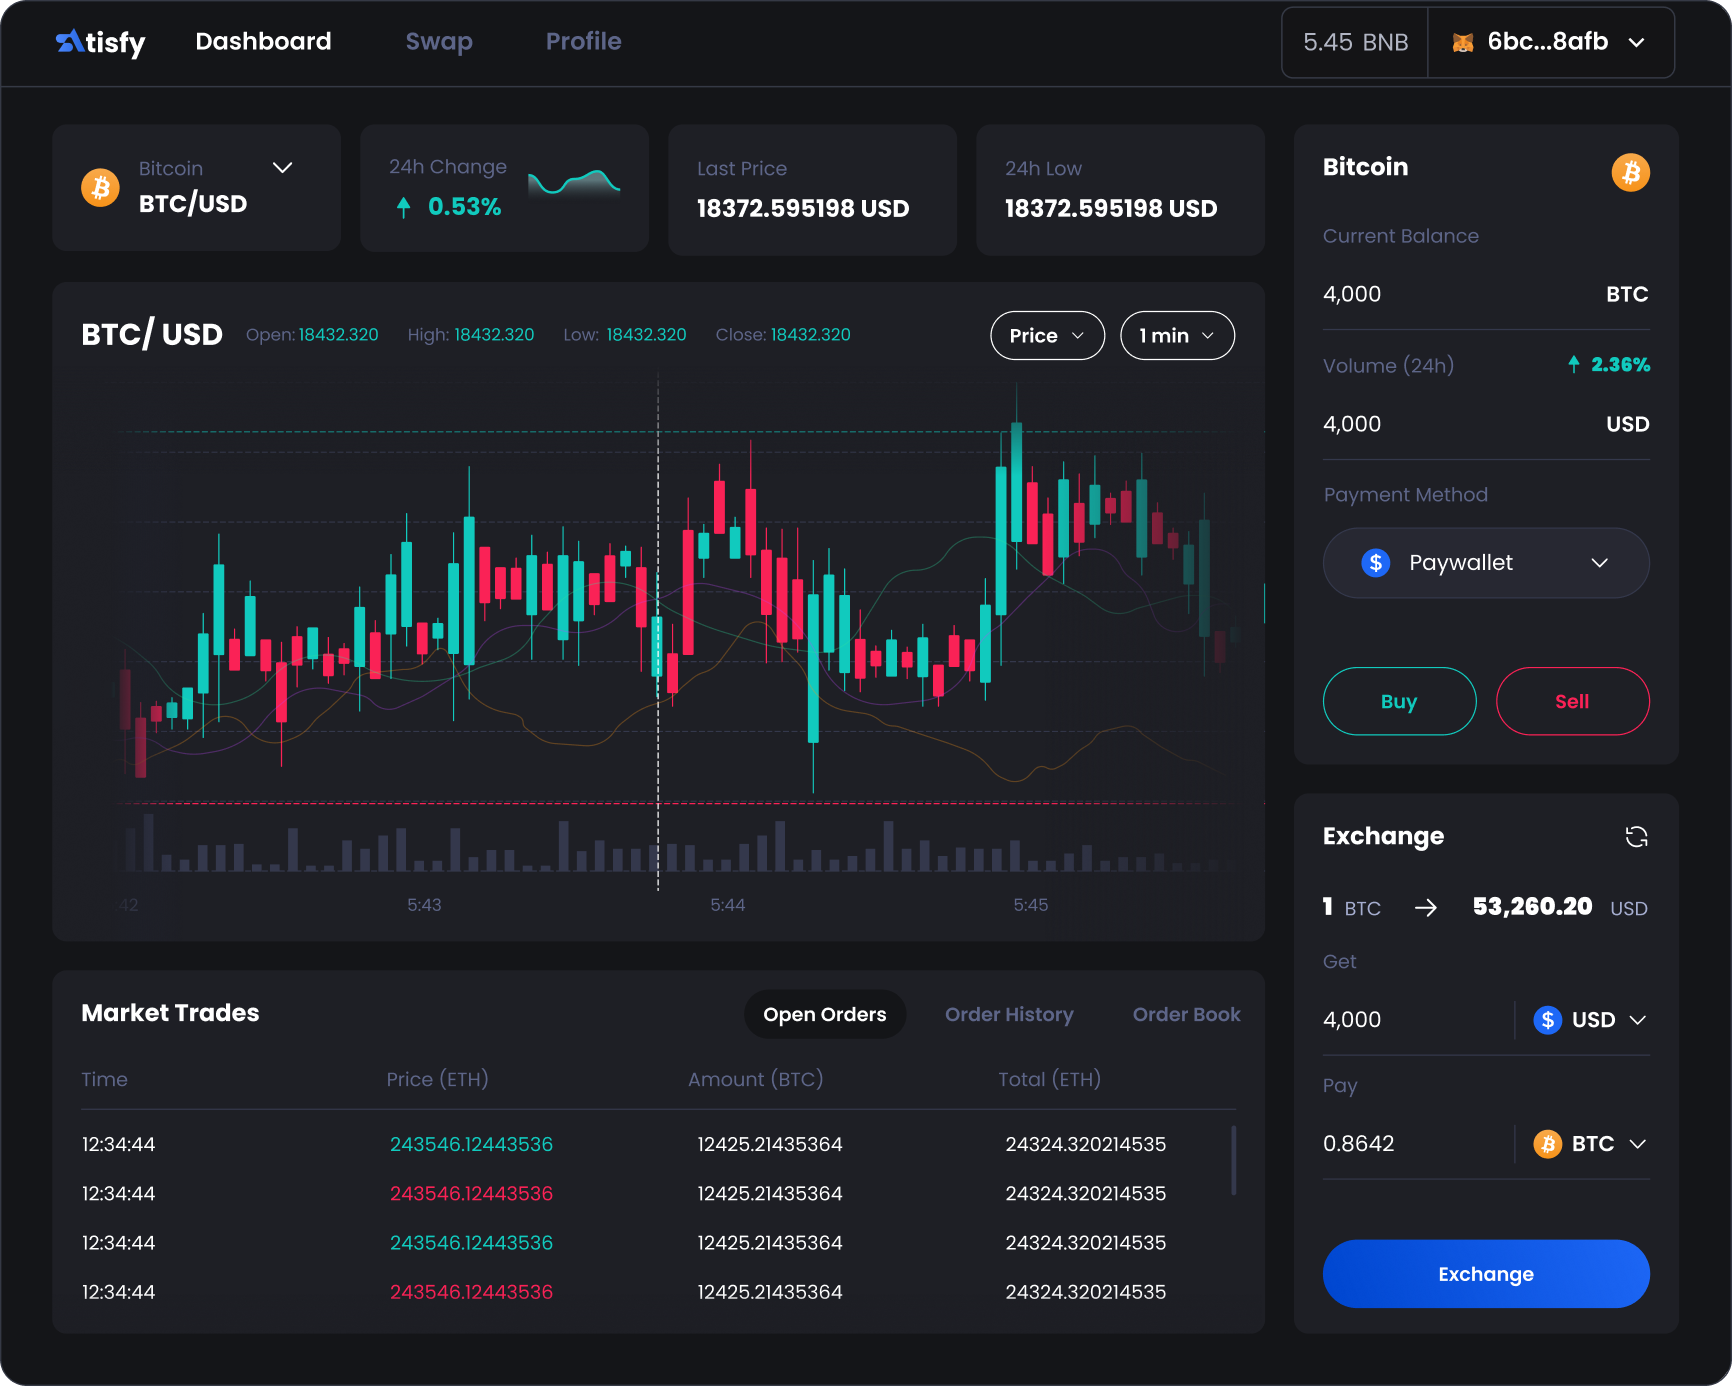 Atisfy Dashboard Swap Profile 5.45 BNB 6bc...8afb
Bitcoin
BTC/USD
24h Change
0.53%
Last Price
18372.595198 USD
24h Low
18372.595198 USD
BTC/ USD Open: 18432.320 High: 18432.320 Low: 18432.320 Close: 18432.320 Price 1 min
:42 5:43 5:44 5:45
Market Trades Open Orders Order History Order Book
Time Price (ETH) Amount (BTC) Total (ETH)
12:34:44 243546.12443536 12425.21435364 24324.320214535
12:34:44 243546.12443536 12425.21435364 24324.320214535
12:34:44 243546.12443536 12425.21435364 24324.320214535
12:34:44 243546.12443536 12425.21435364 24324.320214535
Bitcoin
Current Balance
4,000 BTC
Volume (24h) 2.36%
4,000 USD
Payment Method
Paywallet
Buy Sell
Exchange
1 BTC → 53,260.20 USD
Get
4,000 USD
Pay
0.8642 BTC
Exchange